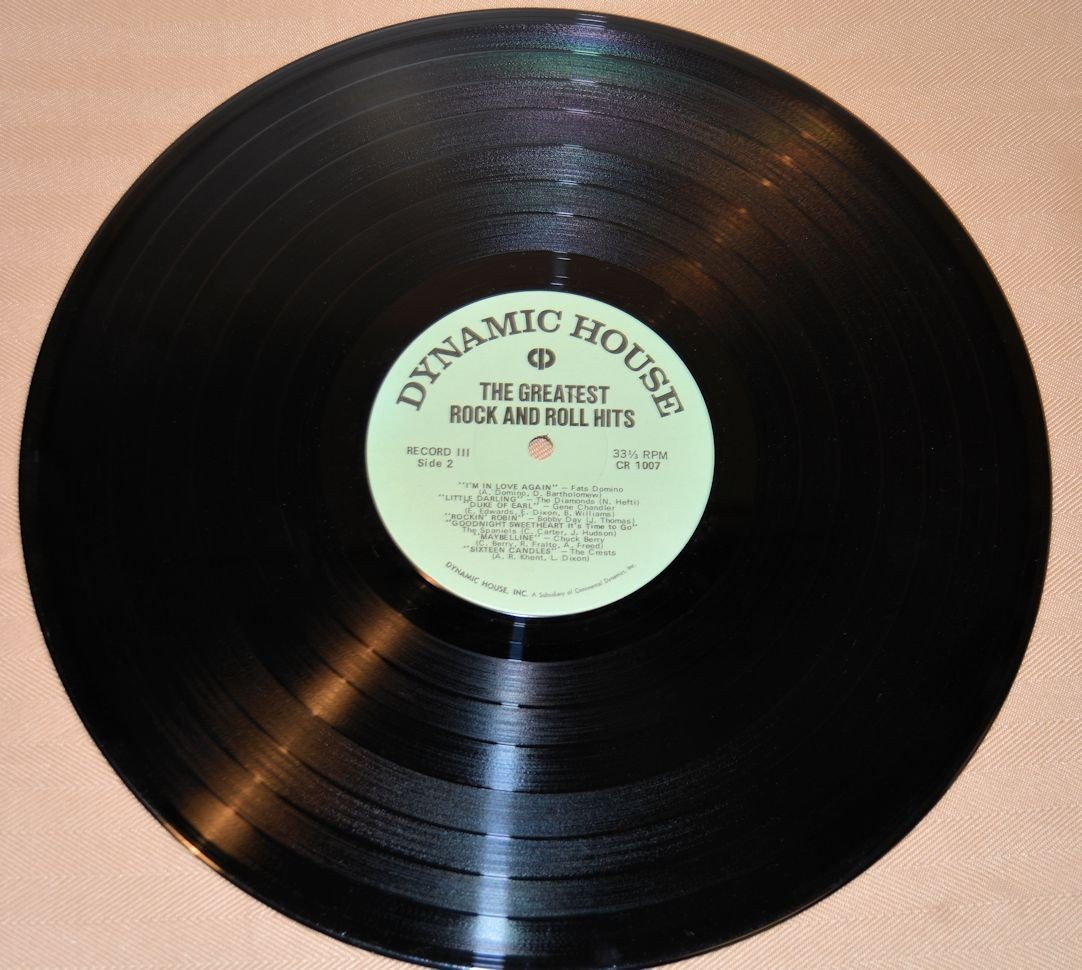 DYNAMIC HOUSE
THE GREATEST
ROCK AND ROLL HITS
RECORD III
Side 2
33⅓ RPM
CR 1007
"I'M IN LOVE AGAIN" — Fats Domino
(A. Domino, D. Bartholomew)
"LITTLE DARLING" — The Diamonds (N. Hefti)
"DUKE OF EARL" — Gene Chandler
(E. Edwards, E. Dixon, B. Williams)
"ROCKIN' ROBIN" — Bobby Day (J. Thomas)
"GOODNIGHT SWEETHEART It's Time to Go"
The Spaniels (C. Carter, J. Hudson)
"MAYBELLINE" — Chuck Berry
(C. Berry, R. Fraito, A. Freed)
"SIXTEEN CANDLES" — The Crests
(A. R. Khent, L. Dixon)
DYNAMIC HOUSE, INC. A Subsidiary of Continental Dynamics, Inc.